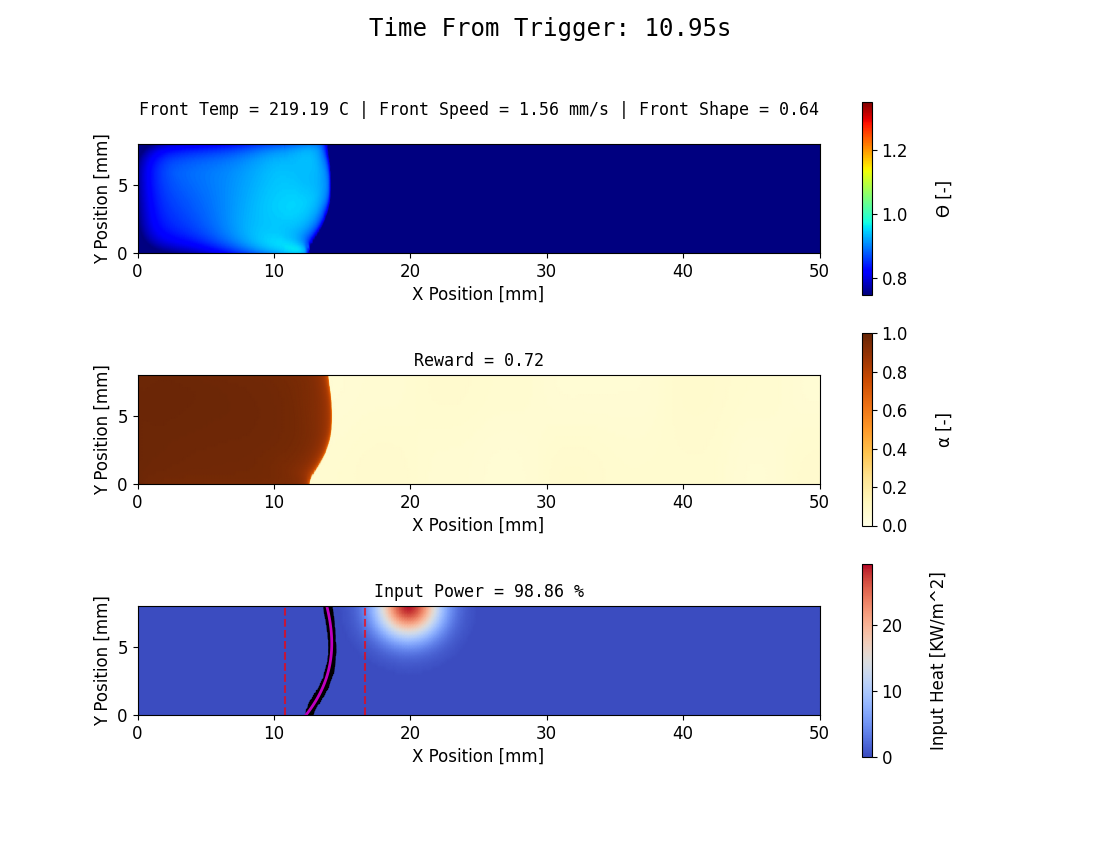 Time From Trigger: 10.95s
Front Temp = 219.19 C | Front Speed = 1.56 mm/s | Front Shape = 0.64
Y Position [mm]
5
0
0 10 20 30 40 50
X Position [mm]
1.2
1.0
0.8
Θ [-]
Reward = 0.72
Y Position [mm]
5
0
0 10 20 30 40 50
X Position [mm]
1.0
0.8
0.6
0.4
0.2
0.0
α [-]
Input Power = 98.86 %
Y Position [mm]
5
0
0 10 20 30 40 50
X Position [mm]
20
10
0
Input Heat [KW/m^2]